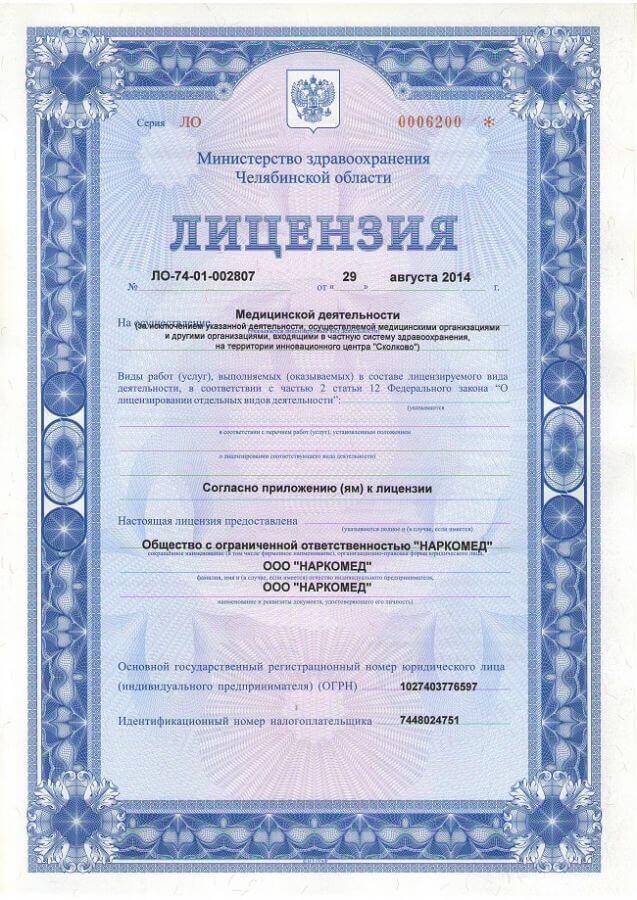 Серия ЛО 0006200 *
Министерство здравоохранения
Челябинской области
ЛИЦЕНЗИЯ
№ ЛО-74-01-002807 от « 29 » августа 2014 г.
На осуществление Медицинской деятельности
(за исключением указанной деятельности, осуществляемой медицинскими организациями
и другими организациями, входящими в частную систему здравоохранения,
на территории инновационного центра "Сколково")
Виды работ (услуг), выполняемых (оказываемых) в составе лицензируемого вида
деятельности, в соответствии с частью 2 статьи 12 Федерального закона “О
лицензировании отдельных видов деятельности”:
(указываются
в соответствии с перечнем работ (услуг), установленным положением
о лицензировании соответствующего вида деятельности)
Согласно приложению (ям) к лицензии
Настоящая лицензия предоставлена
(указываются полное и (в случае, если имеется)
Общество с ограниченной ответственностью "НАРКОМЕД"
сокращённое наименование (в том числе фирменное наименование), организационно-правовая форма юридического лица,
ООО "НАРКОМЕД"
фамилия, имя и (в случае, если имеется) отчество индивидуального предпринимателя,
ООО "НАРКОМЕД"
наименование и реквизиты документа, удостоверяющего его личность)
Основной государственный регистрационный номер юридического лица
(индивидуального предпринимателя) (ОГРН) 1027403776597
Идентификационный номер налогоплательщика 7448024751